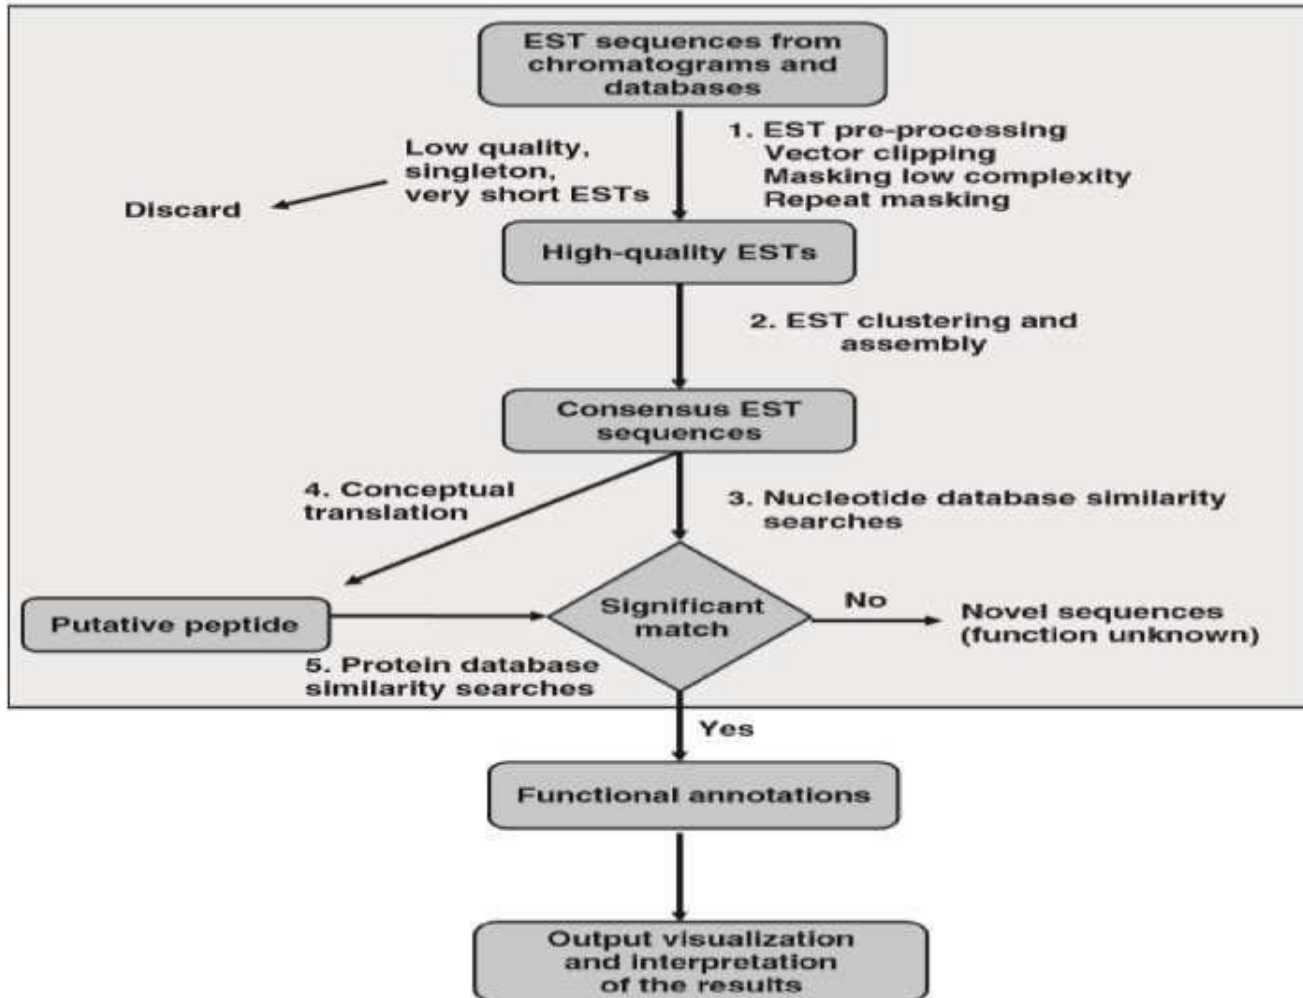 EST sequences from
chromatograms and
databases
1. EST pre-processing
Vector clipping
Masking low complexity
Repeat masking
Low quality,
singleton,
very short ESTs
Discard
High-quality ESTs
2. EST clustering and
assembly
Consensus EST
sequences
4. Conceptual
translation
3. Nucleotide database similarity
searches
Putative peptide
Significant
match
No
Novel sequences
(function unknown)
5. Protein database
similarity searches
Yes
Functional annotations
Output visualization
and interpretation
of the results